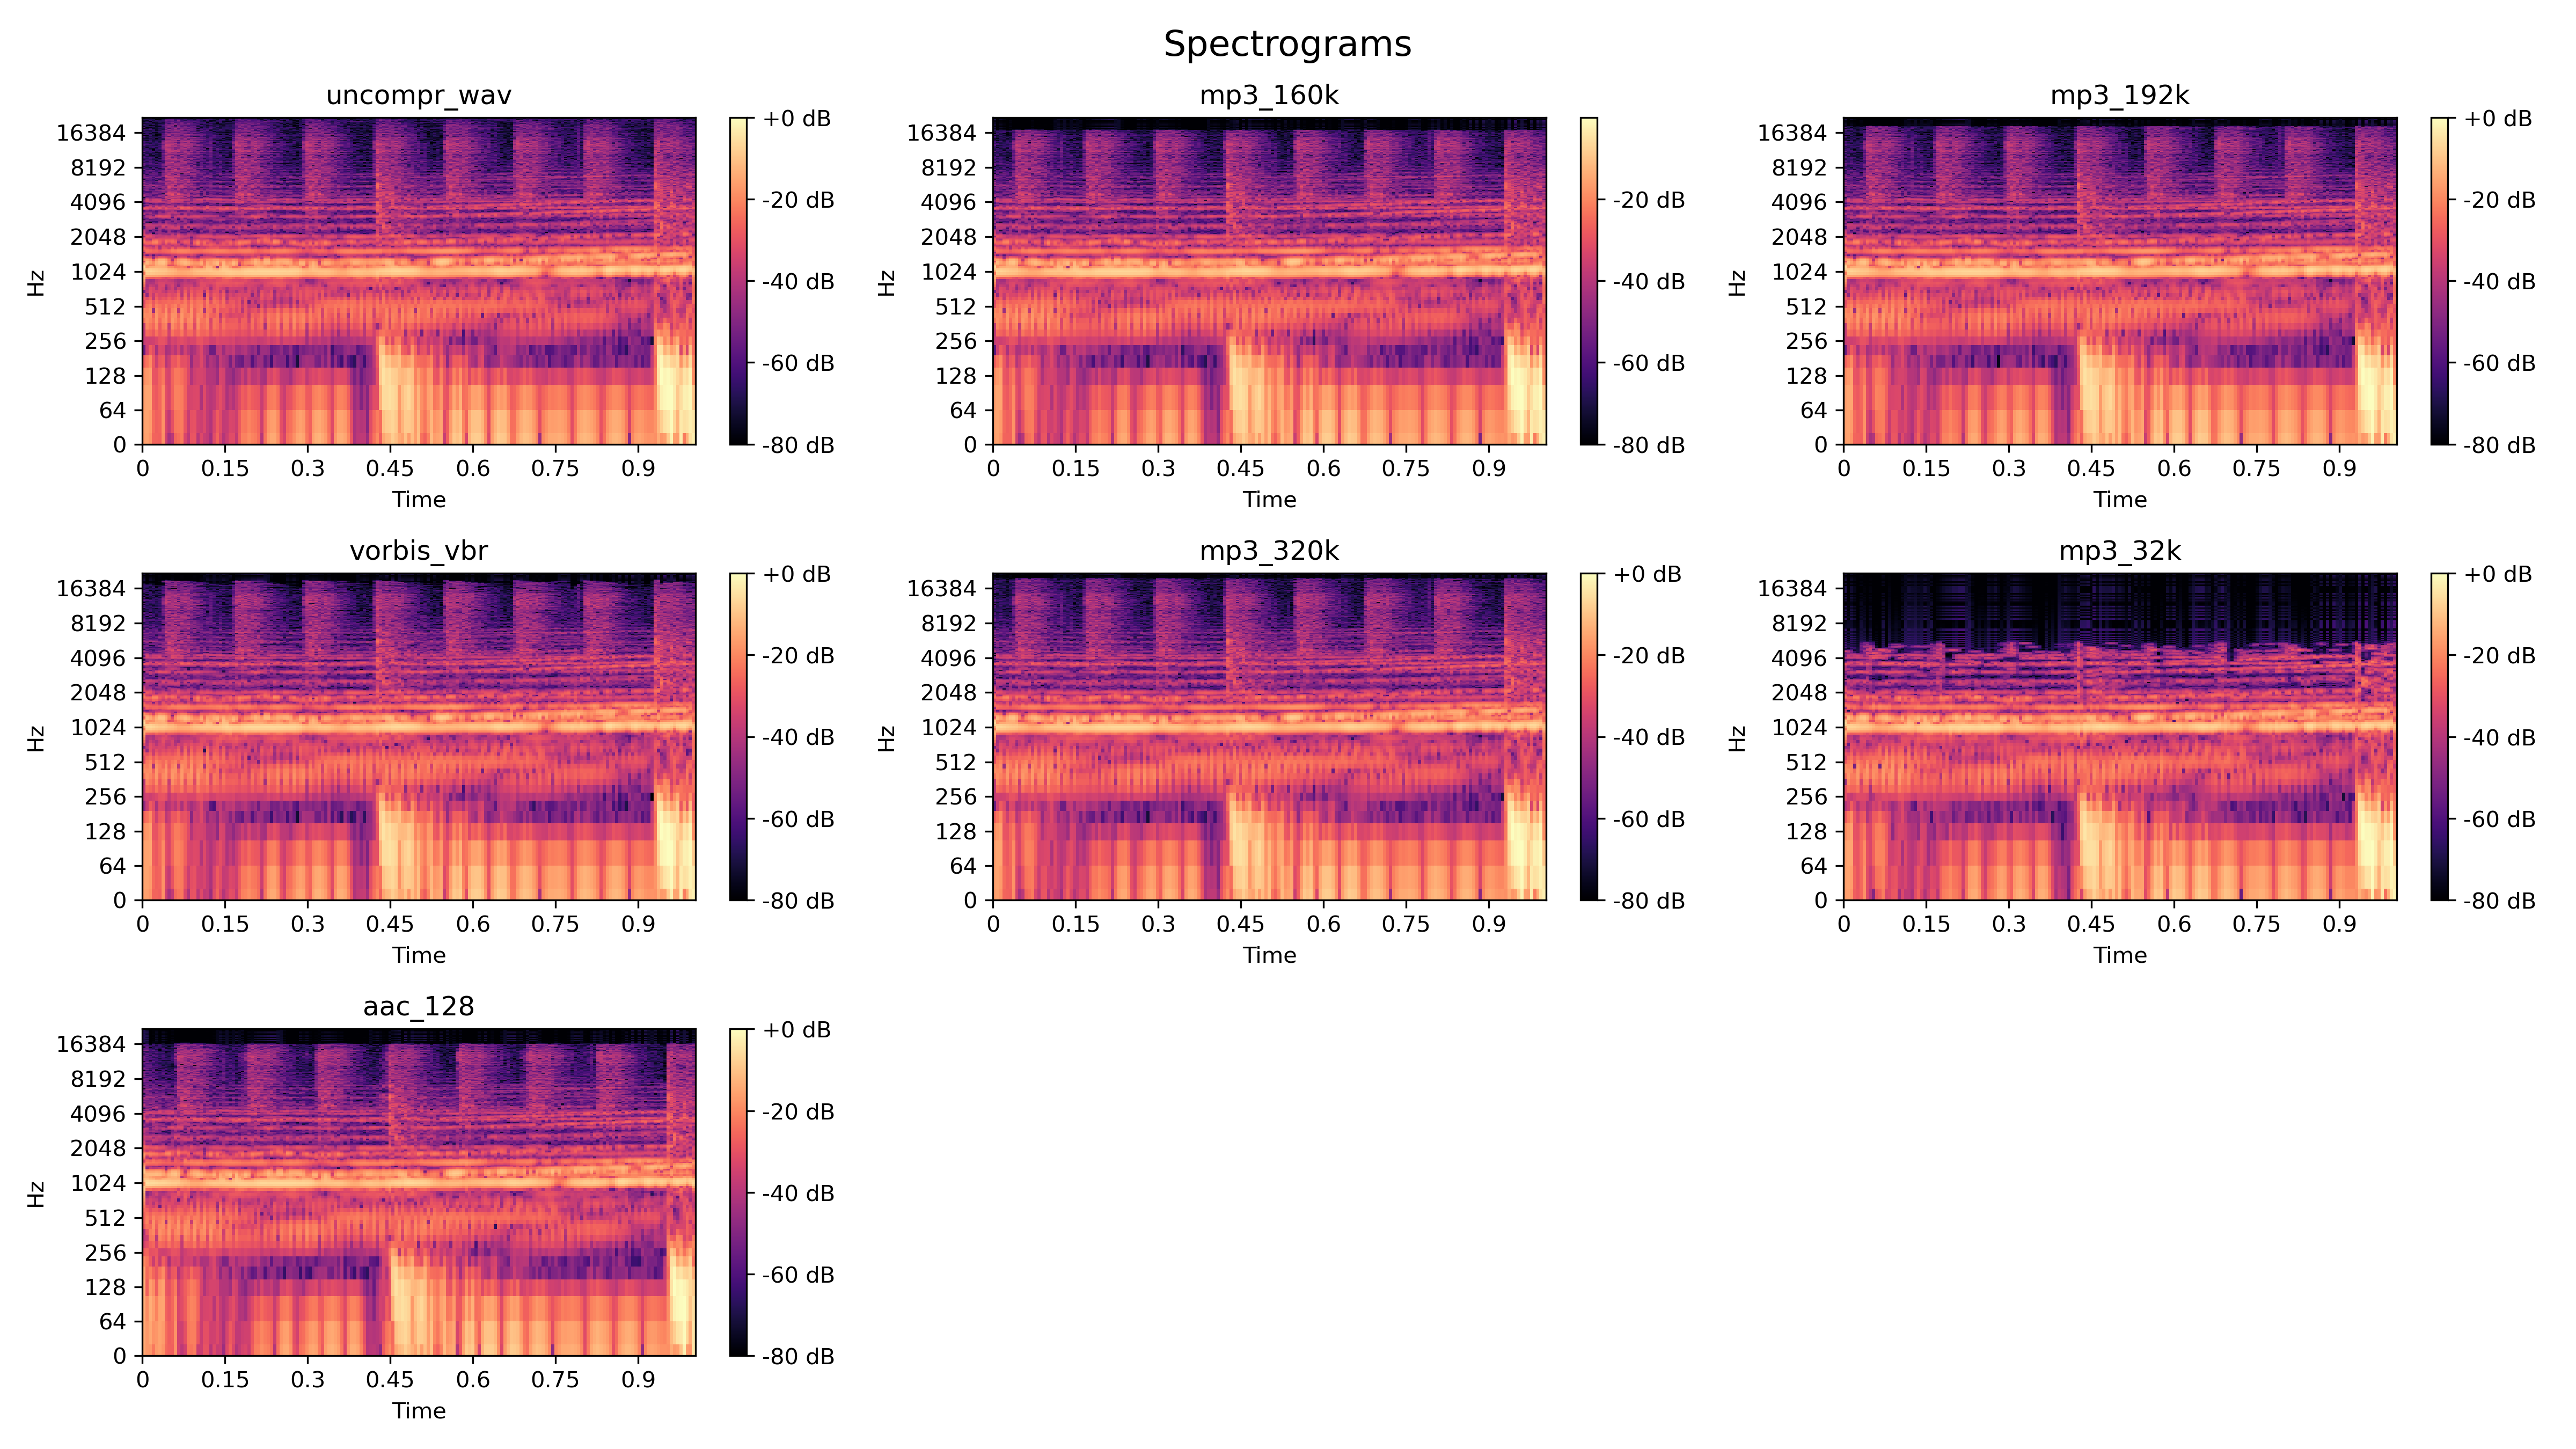 Spectrograms
uncompr_wav
Hz
16384
8192
4096
2048
1024
512
256
128
64
0
0 0.15 0.3 0.45 0.6 0.75 0.9
Time
+0 dB
-20 dB
-40 dB
-60 dB
-80 dB
mp3_160k
Hz
16384
8192
4096
2048
1024
512
256
128
64
0
0 0.15 0.3 0.45 0.6 0.75 0.9
Time
-20 dB
-40 dB
-60 dB
-80 dB
mp3_192k
Hz
16384
8192
4096
2048
1024
512
256
128
64
0
0 0.15 0.3 0.45 0.6 0.75 0.9
Time
+0 dB
-20 dB
-40 dB
-60 dB
-80 dB
vorbis_vbr
Hz
16384
8192
4096
2048
1024
512
256
128
64
0
0 0.15 0.3 0.45 0.6 0.75 0.9
Time
+0 dB
-20 dB
-40 dB
-60 dB
-80 dB
mp3_320k
Hz
16384
8192
4096
2048
1024
512
256
128
64
0
0 0.15 0.3 0.45 0.6 0.75 0.9
Time
+0 dB
-20 dB
-40 dB
-60 dB
-80 dB
mp3_32k
Hz
16384
8192
4096
2048
1024
512
256
128
64
0
0 0.15 0.3 0.45 0.6 0.75 0.9
Time
+0 dB
-20 dB
-40 dB
-60 dB
-80 dB
aac_128
Hz
16384
8192
4096
2048
1024
512
256
128
64
0
0 0.15 0.3 0.45 0.6 0.75 0.9
Time
+0 dB
-20 dB
-40 dB
-60 dB
-80 dB